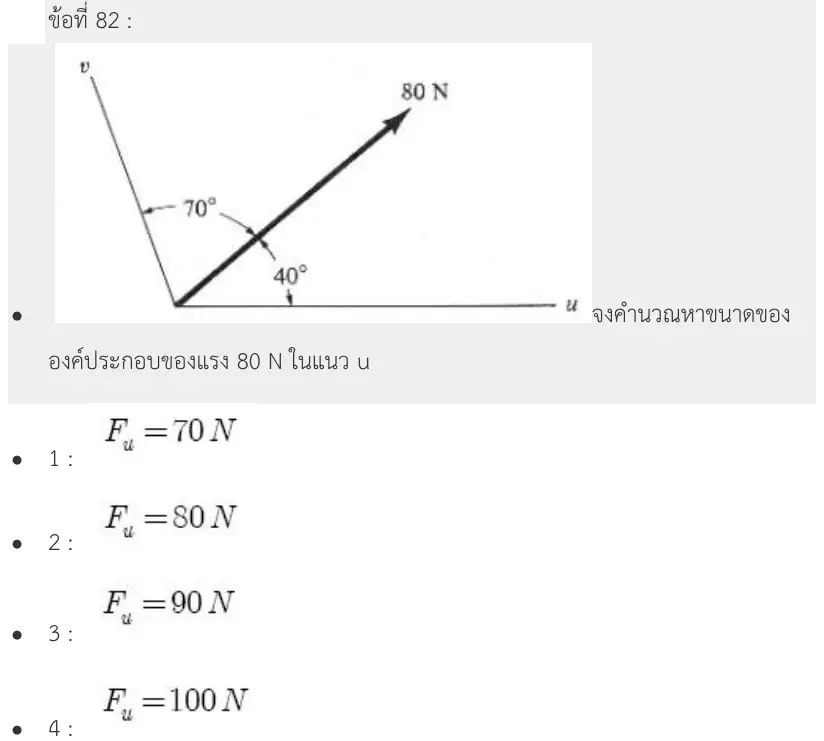 ข้อที่ 82 :
v
80 N
70°
40°
u
จงคำนวณหาขนาดของ
องค์ประกอบของแรง 80 N ในแนว u
1 : F_u = 70 N
2 : F_u = 80 N
3 : F_u = 90 N
4 : F_u = 100 N